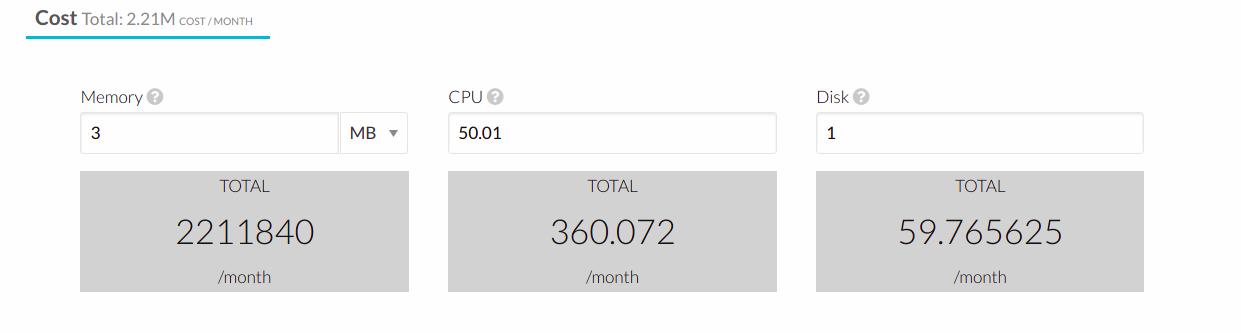 Cost Total: 2.21M COST / MONTH
Memory ? CPU ? Disk ?
3 MB 50.01 1
TOTAL TOTAL TOTAL
2211840 360.072 59.765625
/month /month /month